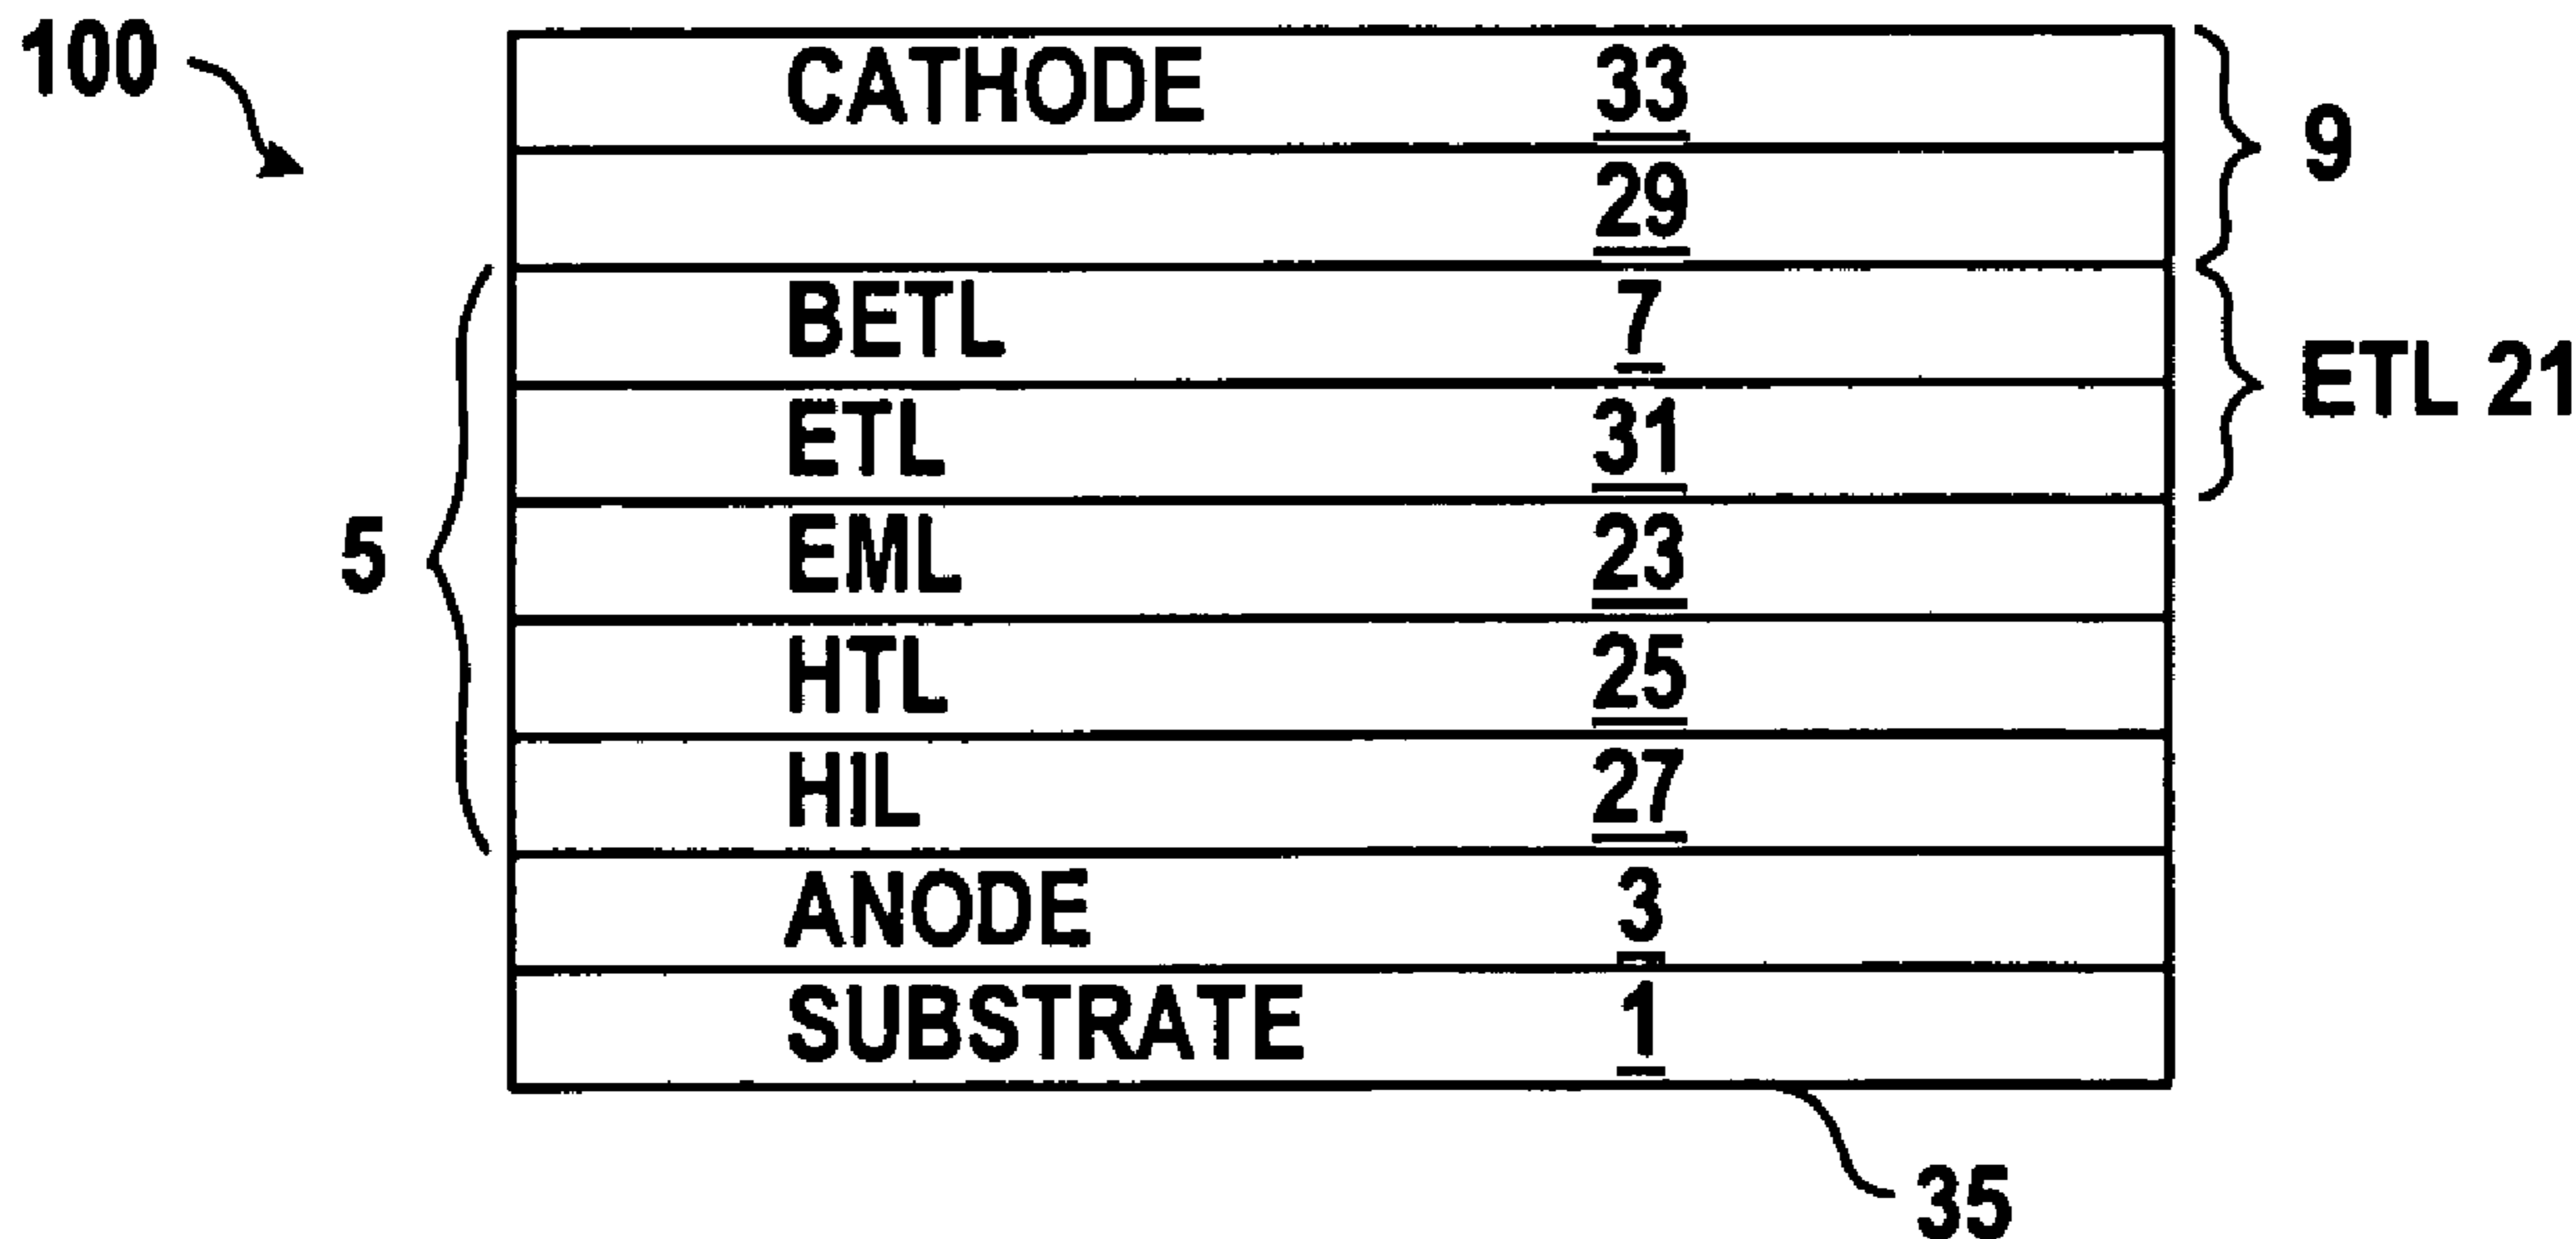 100
CATHODE 33
9
29
BETL 7
ETL 21
ETL 31
5
EML 23
HTL 25
HIL 27
ANODE 3
SUBSTRATE 1
35